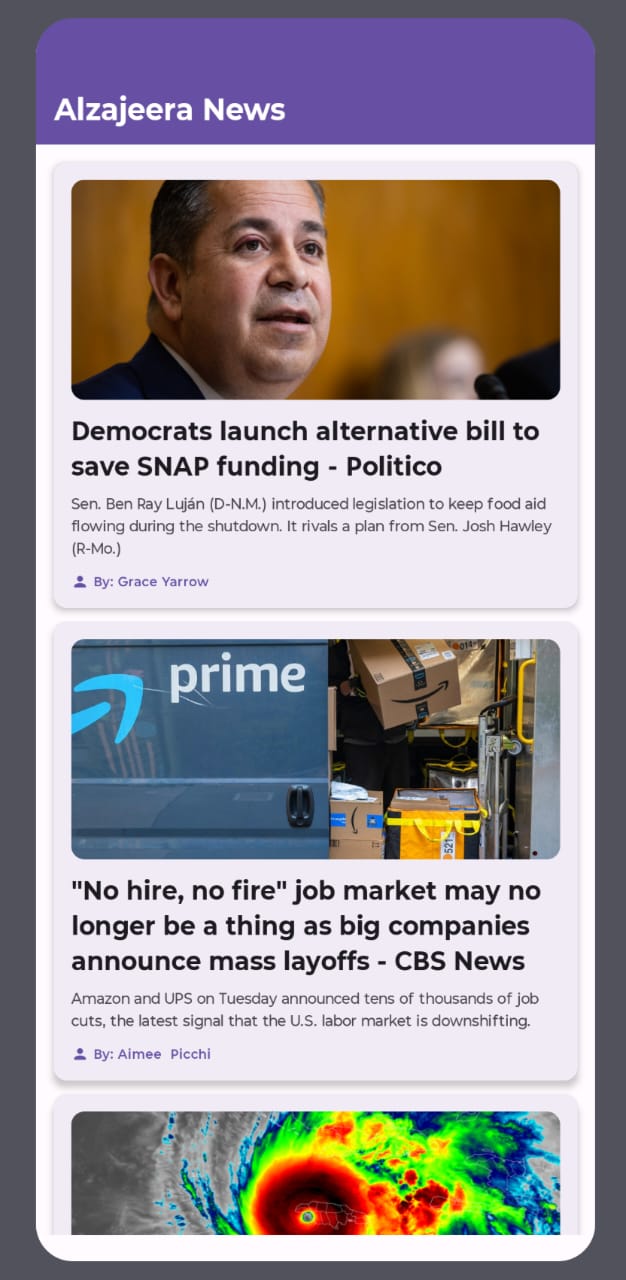 Alzajeera News
Democrats launch alternative bill to
save SNAP funding - Politico
Sen. Ben Ray Luján (D-N.M.) introduced legislation to keep food aid
flowing during the shutdown. It rivals a plan from Sen. Josh Hawley
(R-Mo.)
By: Grace Yarrow
prime
521
"No hire, no fire" job market may no
longer be a thing as big companies
announce mass layoffs - CBS News
Amazon and UPS on Tuesday announced tens of thousands of job
cuts, the latest signal that the U.S. labor market is downshifting.
By: Aimee  Picchi